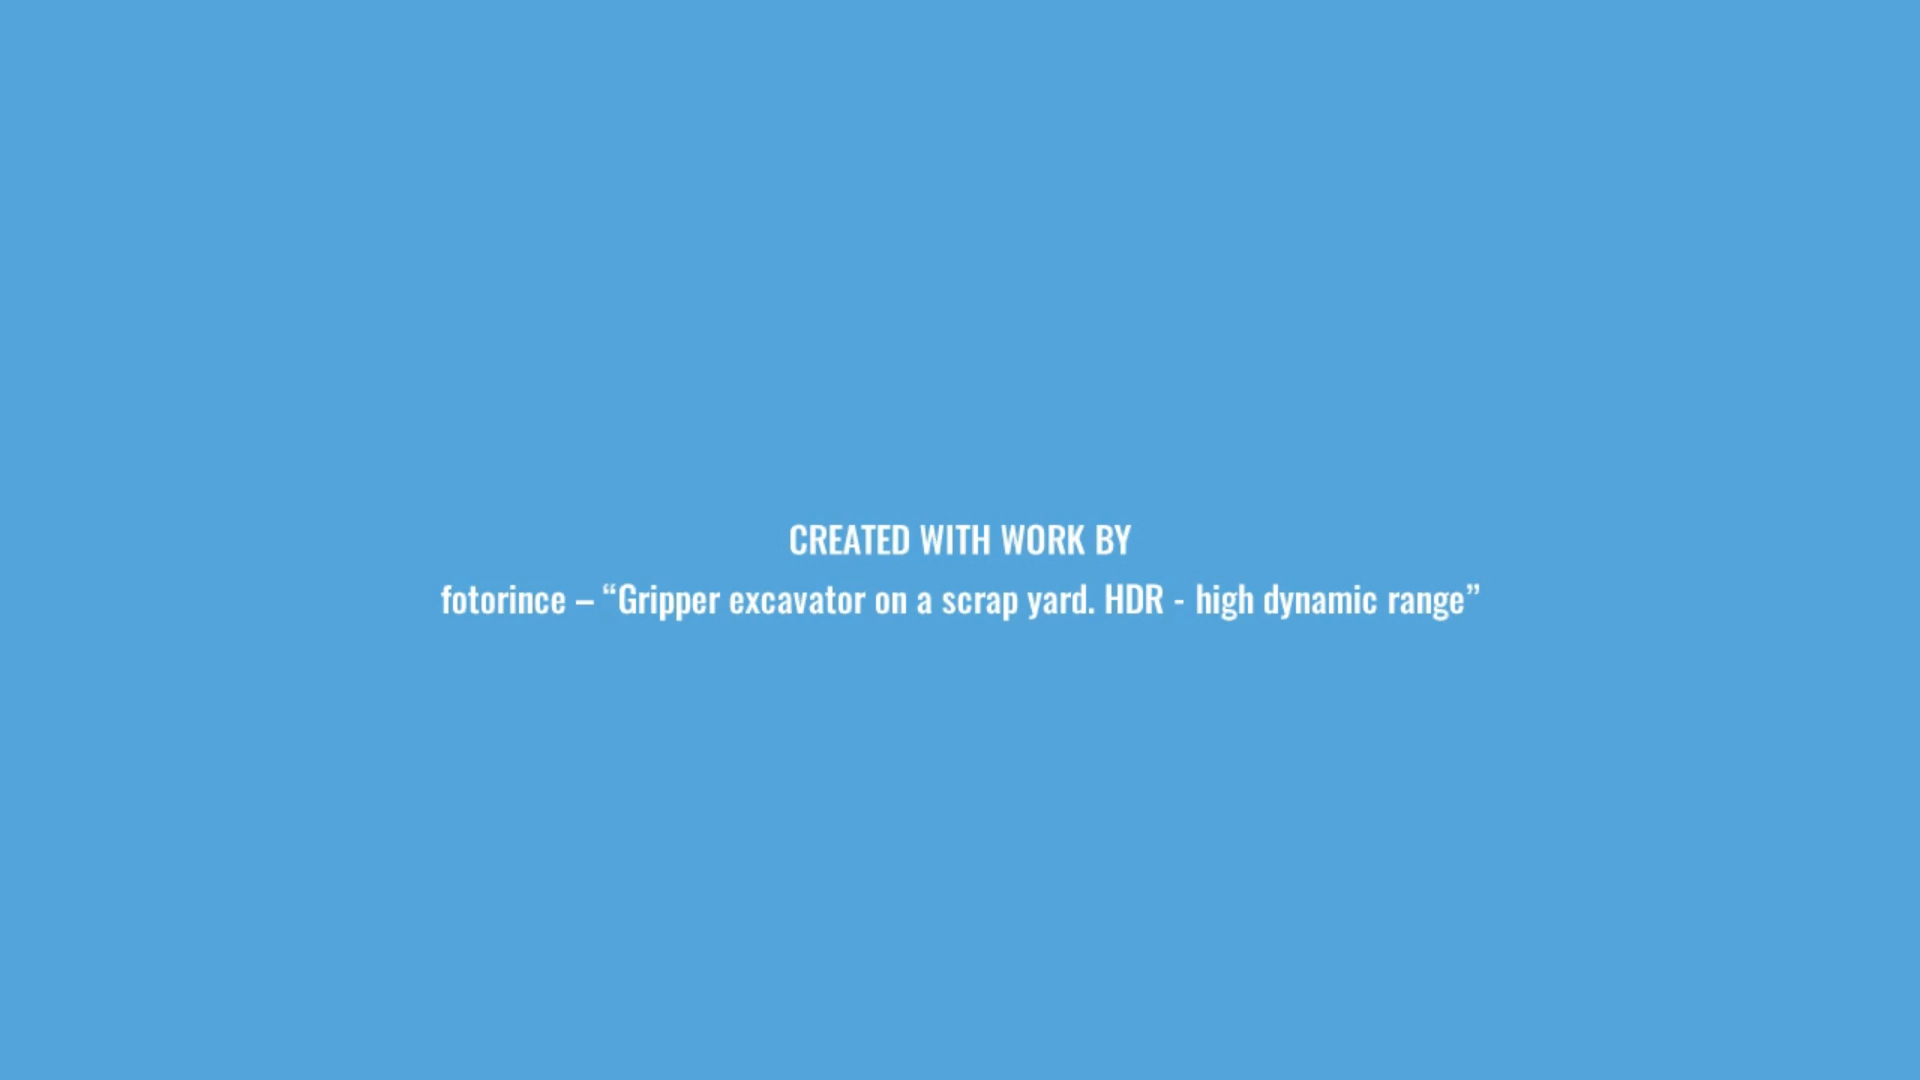 CREATED WITH WORK BY
fotorince – “Gripper excavator on a scrap yard. HDR - high dynamic range”